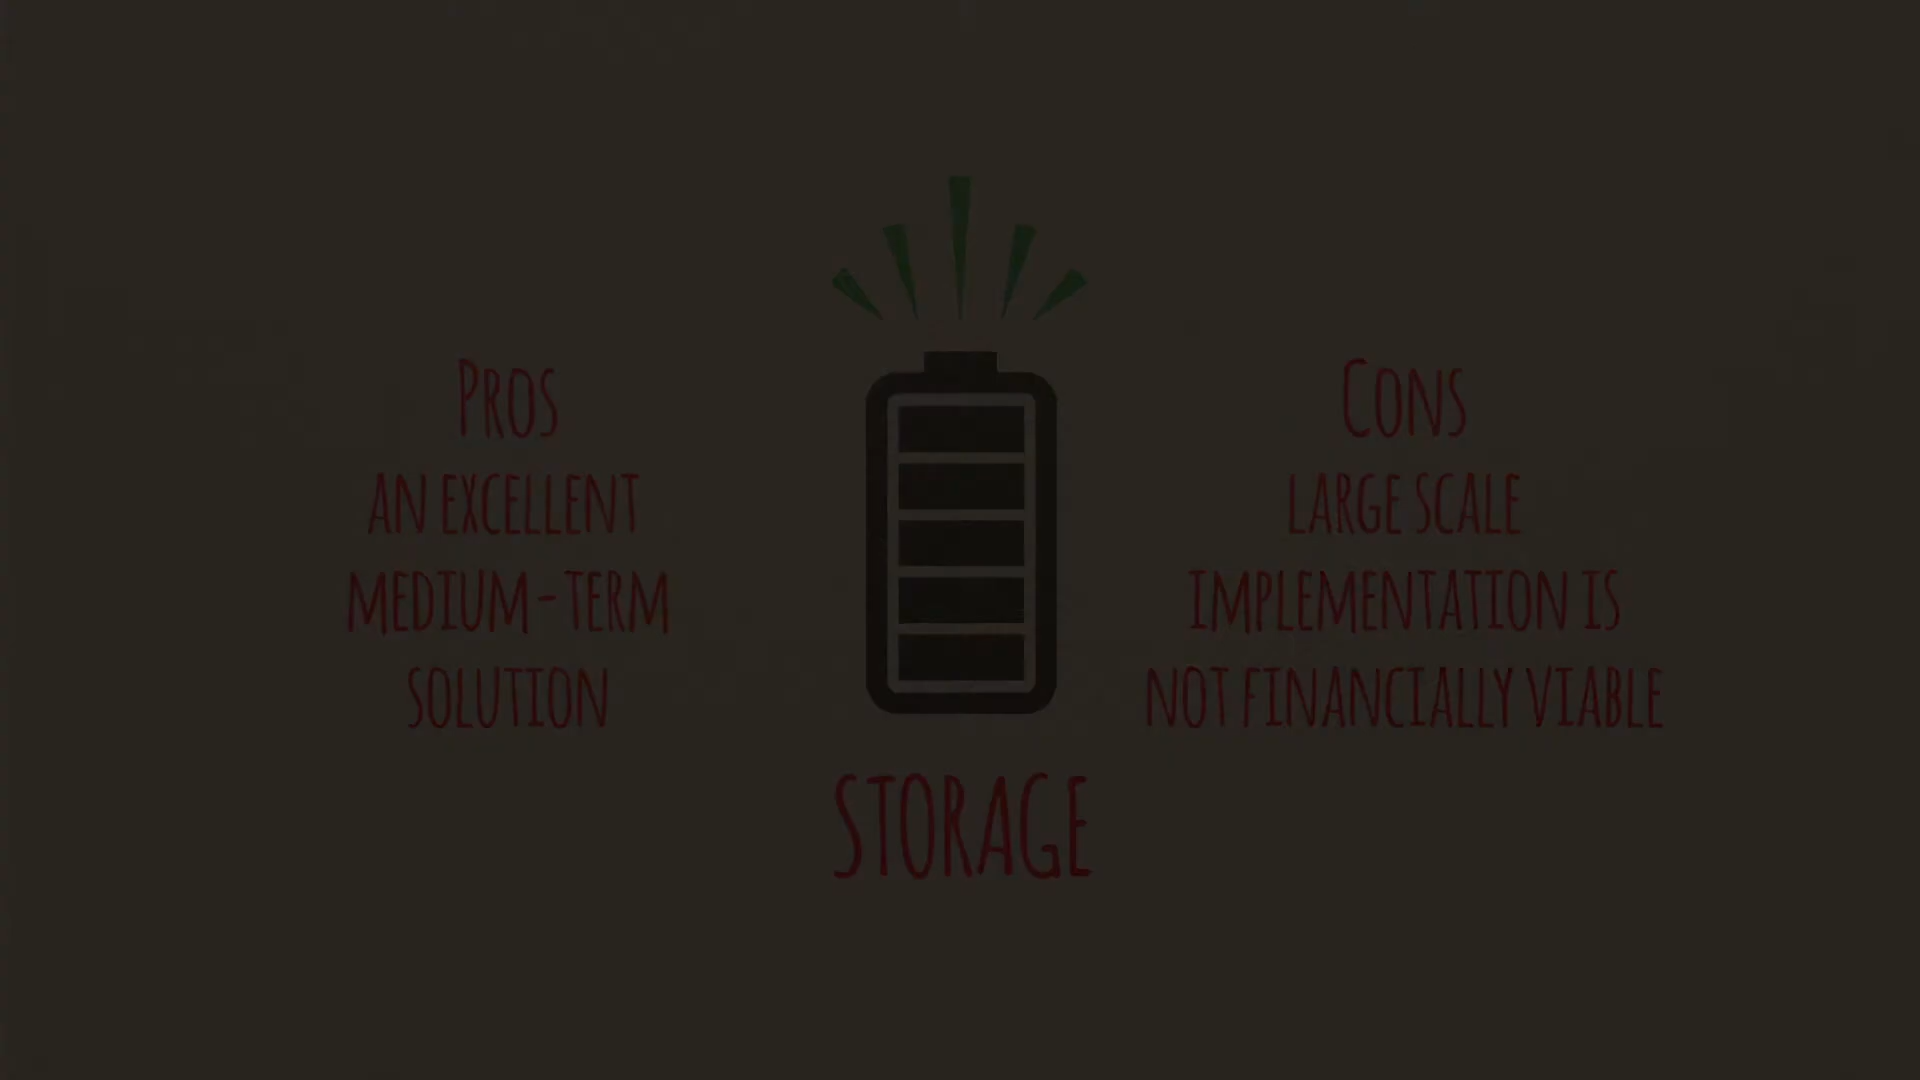 PROS
AN EXCELLENT
MEDIUM-TERM
SOLUTION
CONS
LARGE SCALE
IMPLEMENTATION IS
NOT FINANCIALLY VIABLE
STORAGE